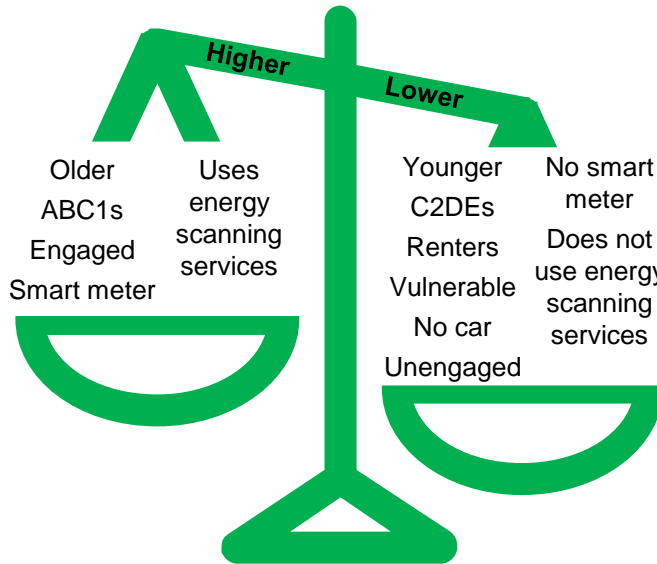 Higher
Lower
Older
ABC1s
Engaged
Smart meter
Uses
energy
scanning
services
Younger
C2DEs
Renters
Vulnerable
No car
Unengaged
No smart
meter
Does not
use energy
scanning
services